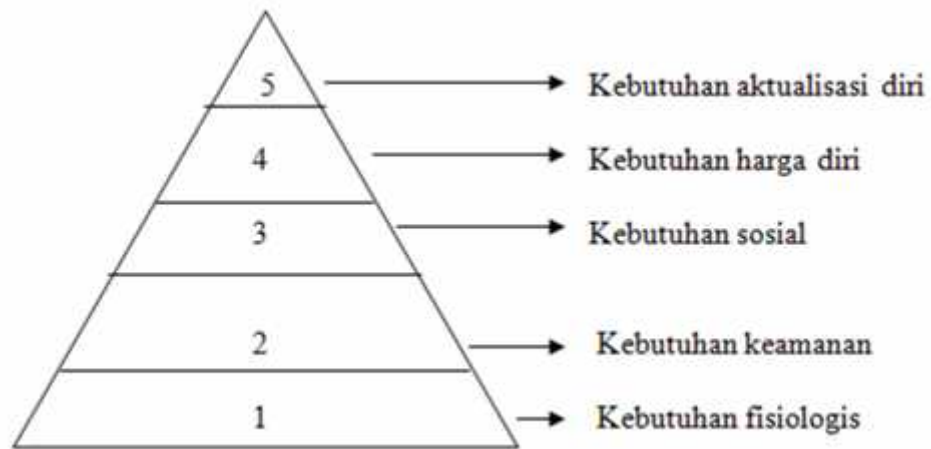 5 Kebutuhan aktualisasi diri
4 Kebutuhan harga diri
3 Kebutuhan sosial
2 Kebutuhan keamanan
1 Kebutuhan fisiologis